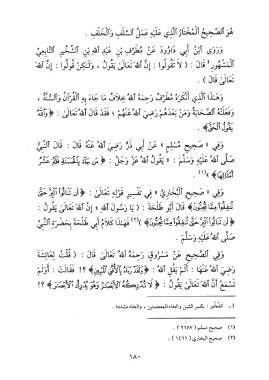 هُوَ الصَّحِيحُ الْمُخْتَارُ الَّذِي عَلَيْهِ عَمَلُ السَّلَفِ وَالْخَلَفِ .
وَرَوَى ابْنُ أَبِي دَاوُودَ عَنْ مُطَرِّفِ بْنِ عَبْدِ اللَّهِ بْنِ الشِّخِّيرِ التَّابِعِيِّ
الْمَشْهُورِ قَالَ : ( لَا تَقُولُوا : إِنَّ اللَّهَ تَعَالَى يَقُولُ ، وَلَكِنْ قُولُوا : إِنَّ اللَّهَ
تَعَالَى قَالَ ) .
وَهَذَا الَّذِي أَنْكَرَهُ مُطَرِّفٌ رَحِمَهُ اللَّهُ خِلَافُ مَا جَاءَ بِهِ الْقُرْآنُ وَالسُّنَّةُ ،
وَفَعَلَتْهُ الصَّحَابَةُ وَمَنْ بَعْدَهُمْ رَضِيَ اللَّهُ عَنْهُمْ ، فَقَدْ قَالَ اللَّهُ تَعَالَى : ﴿ وَاللَّهُ
يَقُولُ الْحَقَّ ﴾ .
وَفِي « صَحِيحِ مُسْلِمٍ » عَنْ أَبِي ذَرٍّ رَضِيَ اللَّهُ عَنْهُ قَالَ : قَالَ النَّبِيُّ
صَلَّى اللَّهُ عَلَيْهِ وَسَلَّمَ : « يَقُولُ اللَّهُ عَزَّ وَجَلَّ : ﴿ مَن جَاءَ بِالْحَسَنَةِ فَلَهُ عَشْرُ
أَمْثَالِهَا ﴾ »(١) .
وَفِي « صَحِيحِ الْبُخَارِيِّ » فِي تَفْسِيرِ قَوْلِهِ تَعَالَى : ﴿ لَن تَنَالُوا الْبِرَّ حَتَّى
تُنفِقُوا مِمَّا تُحِبُّونَ ﴾ قَالَ أَبُو طَلْحَةَ : ( يَا رَسُولَ اللَّهِ ؛ إِنَّ اللَّهَ تَعَالَى يَقُولُ :
﴿ لَن تَنَالُوا الْبِرَّ حَتَّى تُنفِقُوا مِمَّا تُحِبُّونَ ﴾ )(٢) فَهَذَا كَلَامُ أَبِي طَلْحَةَ بِحَضْرَةِ النَّبِيِّ
صَلَّى اللَّهُ عَلَيْهِ وَسَلَّمَ .
وَفِي الصَّحِيحِ عَنْ مَسْرُوقٍ رَحِمَهُ اللَّهُ تَعَالَى قَالَ : ( قُلْتُ لِعَائِشَةَ
رَضِيَ اللَّهُ عَنْهَا : أَلَمْ يَقُلِ اللَّهُ : ﴿ وَلَقَدْ رَآهُ بِالْأُفُقِ الْمُبِينِ ﴾ ؟! فَقَالَتْ : أَوَلَمْ
تَسْمَعْ أَنَّ اللَّهَ تَعَالَى يَقُولُ : ﴿ لَا تُدْرِكُهُ الْأَبْصَارُ وَهُوَ يُدْرِكُ الْأَبْصَارَ ﴾ ؟!
١ـ الشِّخِّير : بكسر الشين والخاء المعجمتين ، والخاء مشددة .
(١) صحيح مسلم ( ٢٦٨٧ ) .
(٢) صحيح البخاري ( ١٤٦١ ) .
١٨٠